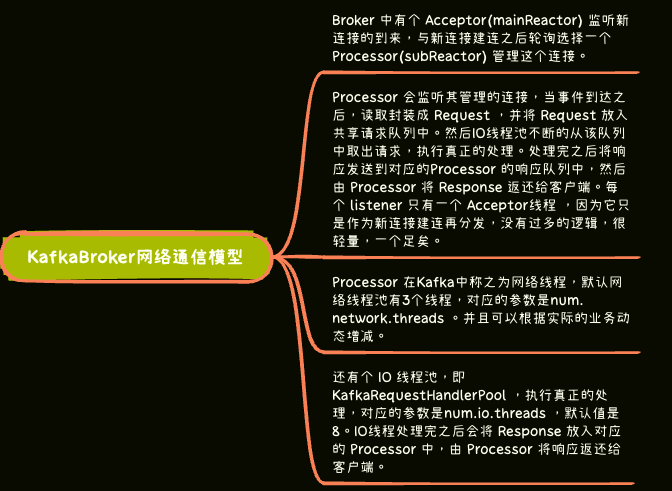 Broker 中有个 Acceptor(mainReactor) 监听新
连接的到来，与新连接建连之后轮询选择一个
Processor(subReactor) 管理这个连接。
Processor 会监听其管理的连接，当事件到达之
后，读取封装成 Request ，并将 Request 放入
共享请求队列中。然后IO线程池不断的从该队列
中取出请求，执行真正的处理。处理完之后将响
应发送到对应的Processor 的响应队列中，然后
由 Processor 将 Response 返还给客户端。每
个 listener 只有一个 Acceptor线程 ，因为它只
是作为新连接建连再分发，没有过多的逻辑，很
轻量，一个足矣。
KafkaBroker网络通信模型
Processor 在Kafka中称之为网络线程，默认网
络线程池有3个线程，对应的参数是num.
network.threads 。并且可以根据实际的业务动
态增减。
还有个 IO 线程池，即
KafkaRequestHandlerPool ，执行真正的处
理，对应的参数是num.io.threads ，默认值是
8。IO线程处理完之后会将 Response 放入对应
的 Processor 中，由 Processor 将响应返还给
客户端。